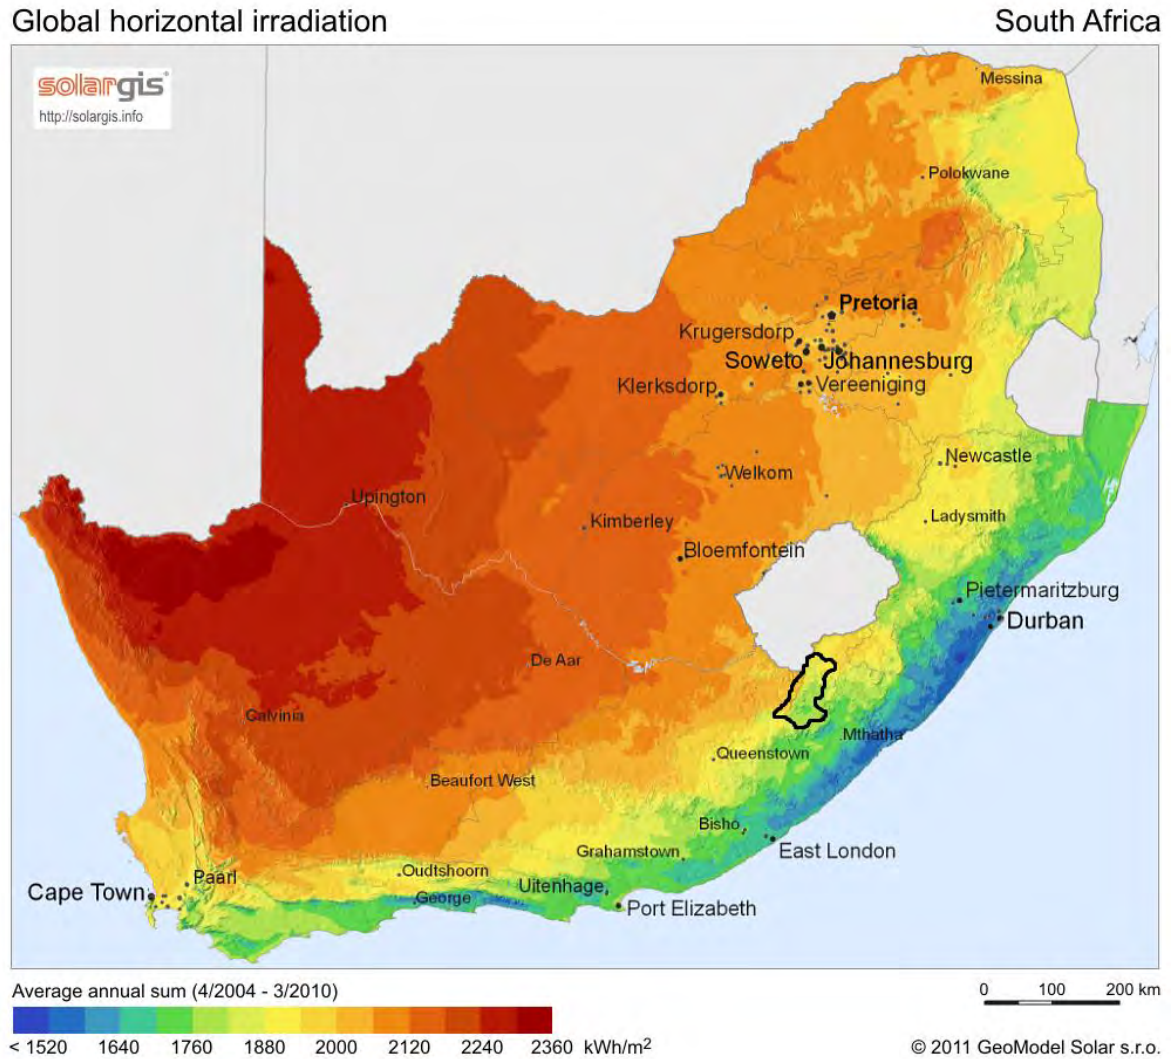 Global horizontal irradiation
South Africa
solargis
http://solargis.info
Messina
Polokwane
Pretoria
Krugersdorp
Soweto
Johannesburg
Klerksdorp
Vereeniging
Newcastle
Welkom
Upington
Ladysmith
Kimberley
Bloemfontein
Pietermaritzburg
Durban
De Aar
Calvinia
Mthatha
Queenstown
Beaufort West
Bisho
Grahamstown
East London
Oudtshoorn
Paarl
Cape Town
Uitenhage
George
Port Elizabeth
Average annual sum (4/2004 - 3/2010)
0 100 200 km
< 1520 1640 1760 1880 2000 2120 2240 2360 kWh/m²
© 2011 GeoModel Solar s.r.o.